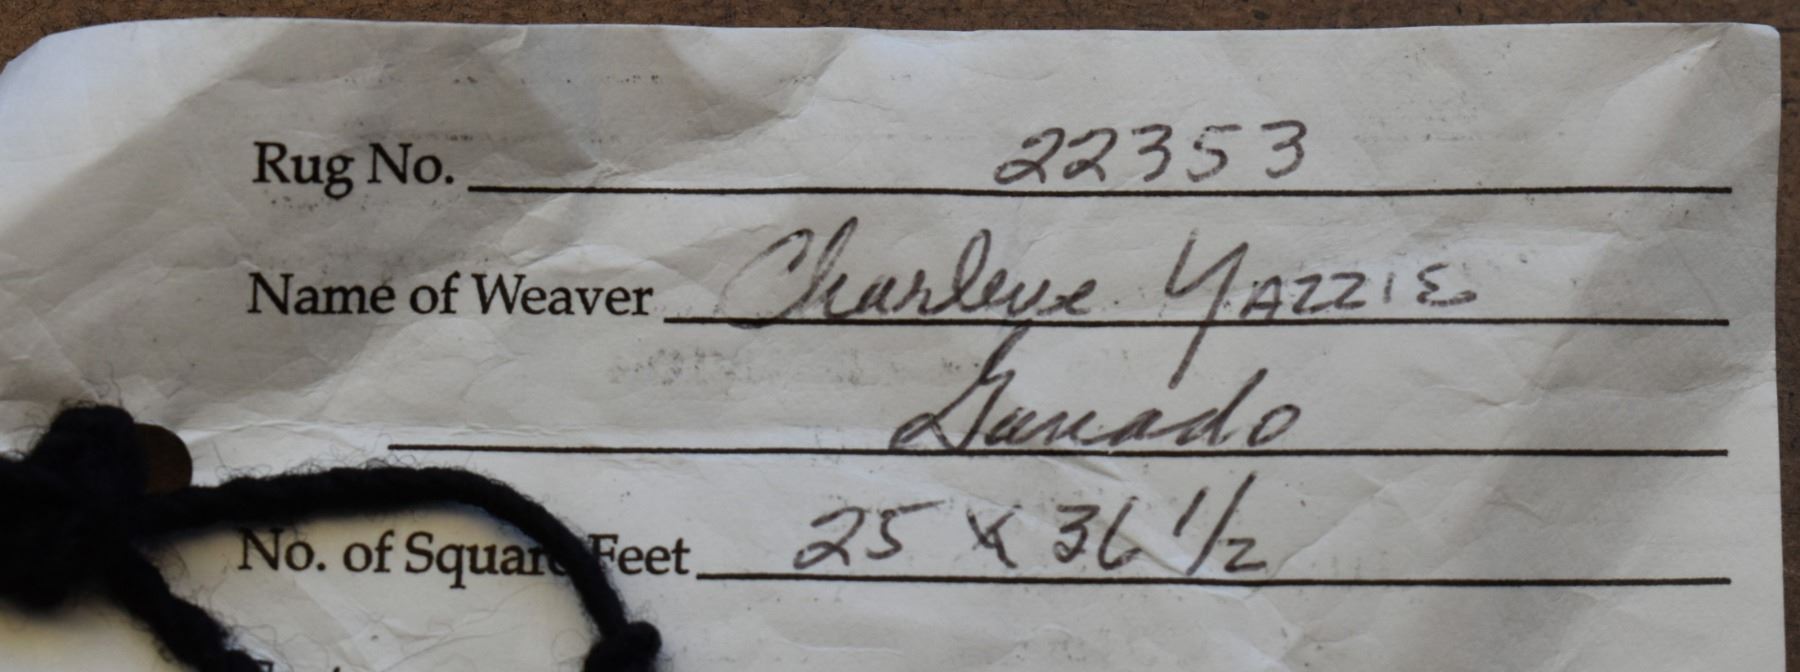 Rug No. 22353
Name of Weaver Charlene YAZZIE
Ganado
No. of Square Feet 25 x 36 1/2